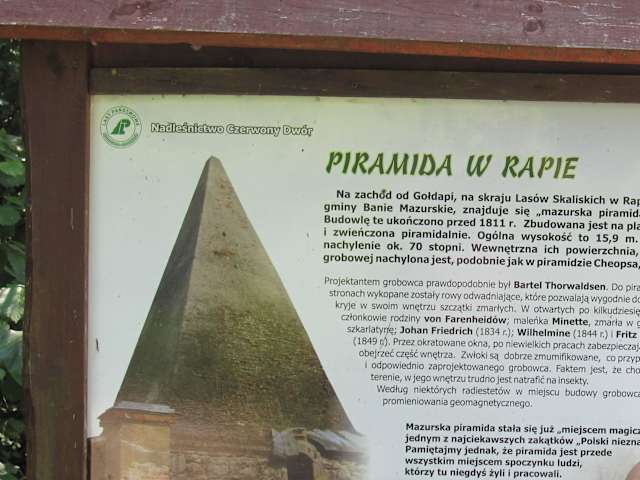 LASY PAŃSTWOWE
Nadleśnictwo Czerwony Dwór
PIRAMIDA W RAPIE
Na zachód od Gołdapi, na skraju Lasów Skaliskich w Rap
gminy Banie Mazurskie, znajduje się „mazurska piramida
Budowlę te ukończono przed 1811 r. Zbudowana jest na pla
i zwieńczona piramidalnie. Ogólna wysokość to 15,9 m.
nachylenie ok. 70 stopni. Wewnętrzna ich powierzchnia,
grobowej nachylona jest, podobnie jak w piramidzie Cheopsa,
Projektantem grobowca prawdopodobnie był Bartel Thorwaldsen. Do pira
stronach wykopane zostały rowy odwadniające, które pozwalają wygodnie do
kryje w swoim wnętrzu szczątki zmarłych. W otwartych po kilkudziesię
członkowie rodziny von Farenheidów; maleńka Minette, zmarła w
szkarlatynę; Johan Friedrich (1834 r.); Wilhelmine (1844 r.) i Fritz
(1849 r.). Przez okratowane okna, po niewielkich pracach zabezpieczają
obejrzeć część wnętrza. Zwłoki są dobrze zmumifikowane, co przyp
i odpowiednio zaprojektowanego grobowca. Faktem jest, że cho
terenie, w jego wnętrzu trudno jest natrafić na insekty.
Według niektórych radiestetów w miejscu budowy grobowca
promieniowania geomagnetycznego.
Mazurska piramida stała się już „miejscem magicz
jednym z najciekawszych zakątków „Polski niezna
Pamiętajmy jednak, że piramida jest przede
wszystkim miejscem spoczynku ludzi,
którzy tu niegdyś żyli i pracowali.